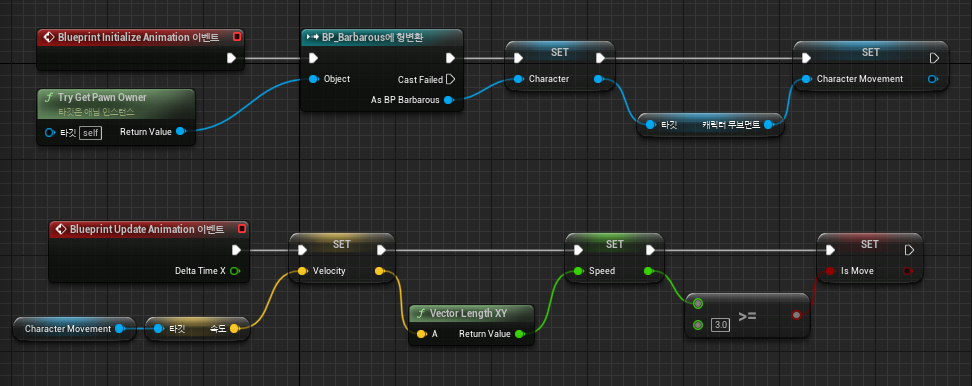 Blueprint Initialize Animation 이벤트
BP_Barbarous에 형변환
Object
Cast Failed
As BP Barbarous
SET
Character
SET
Character Movement
f Try Get Pawn Owner
타깃은 애님 인스턴스
타깃 self
Return Value
타깃
캐릭터 무브먼트
Blueprint Update Animation 이벤트
Delta Time X
SET
Velocity
SET
Speed
SET
Is Move
Character Movement
타깃
속도
f Vector Length XY
A
Return Value
3.0
>=